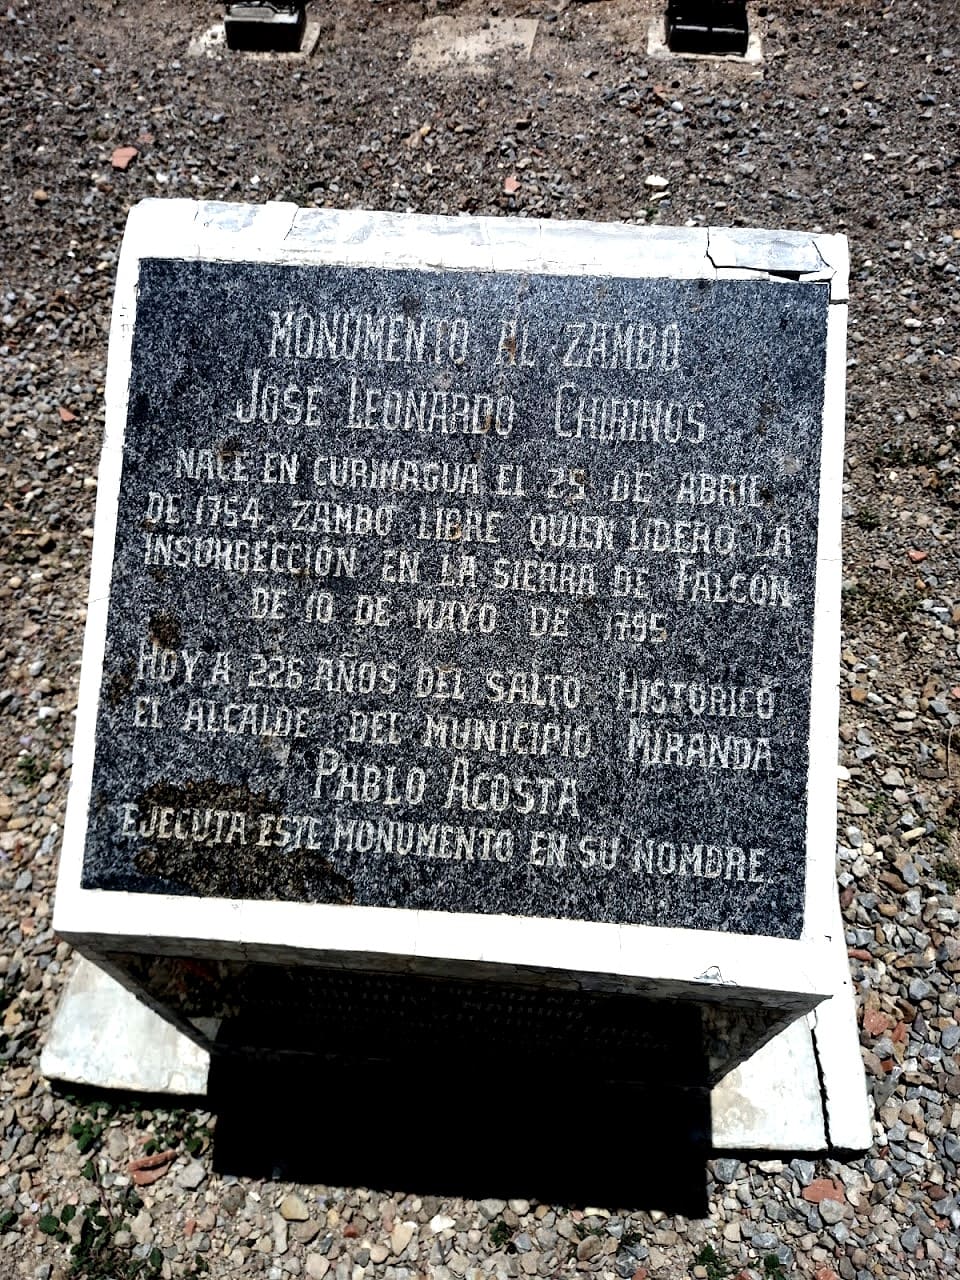 MONUMENTO AL ZAMBO
JOSE LEONARDO CHIRINOS
NACE EN CURIMAGUA EL 25 DE ABRIL
DE 1754. ZAMBO LIBRE QUIEN LIDERO LA
INSURRECCION EN LA SIERRA DE FALCÓN
DE 10 DE MAYO DE 1795
HOY A 226 AÑOS DEL SALTO HISTÓRICO
EL ALCALDE DEL MUNICIPIO MIRANDA
PABLO ACOSTA
EJECUTA ESTE MONUMENTO EN SU NOMBRE